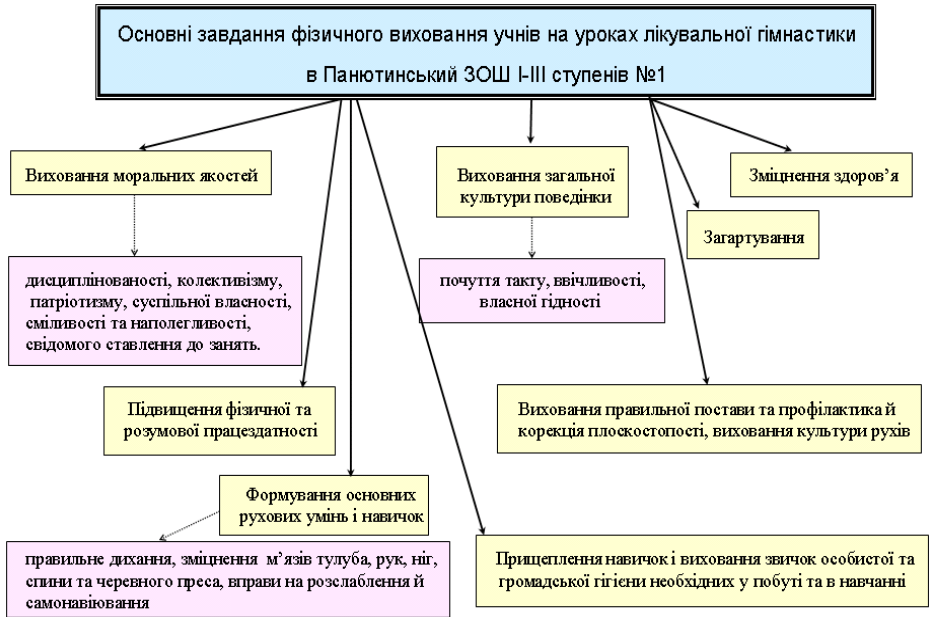 Основні завдання фізичного виховання учнів на уроках лікувальної гімнастики
в Панютинський ЗОШ І-ІІІ ступенів №1
Виховання моральних якостей
Виховання загальної
культури поведінки
Зміцнення здоров’я
Загартування
дисциплінованості, колективізму,
патріотизму, суспільної власності,
сміливості та наполегливості,
свідомого ставлення до занять.
почуття такту, ввічливості,
власної гідності
Підвищення фізичної та
розумової працездатності
Виховання правильної постави та профілактика й
корекція плоскостопості, виховання культури рухів
Формування основних
рухових умінь і навичок
правильне дихання, зміцнення м’язів тулуба, рук, ніг,
спини та черевного преса, вправи на розслаблення й
самонавіювання
Прищеплення навичок і виховання звичок особистої та
громадської гігієни необхідних у побуті та в навчанні